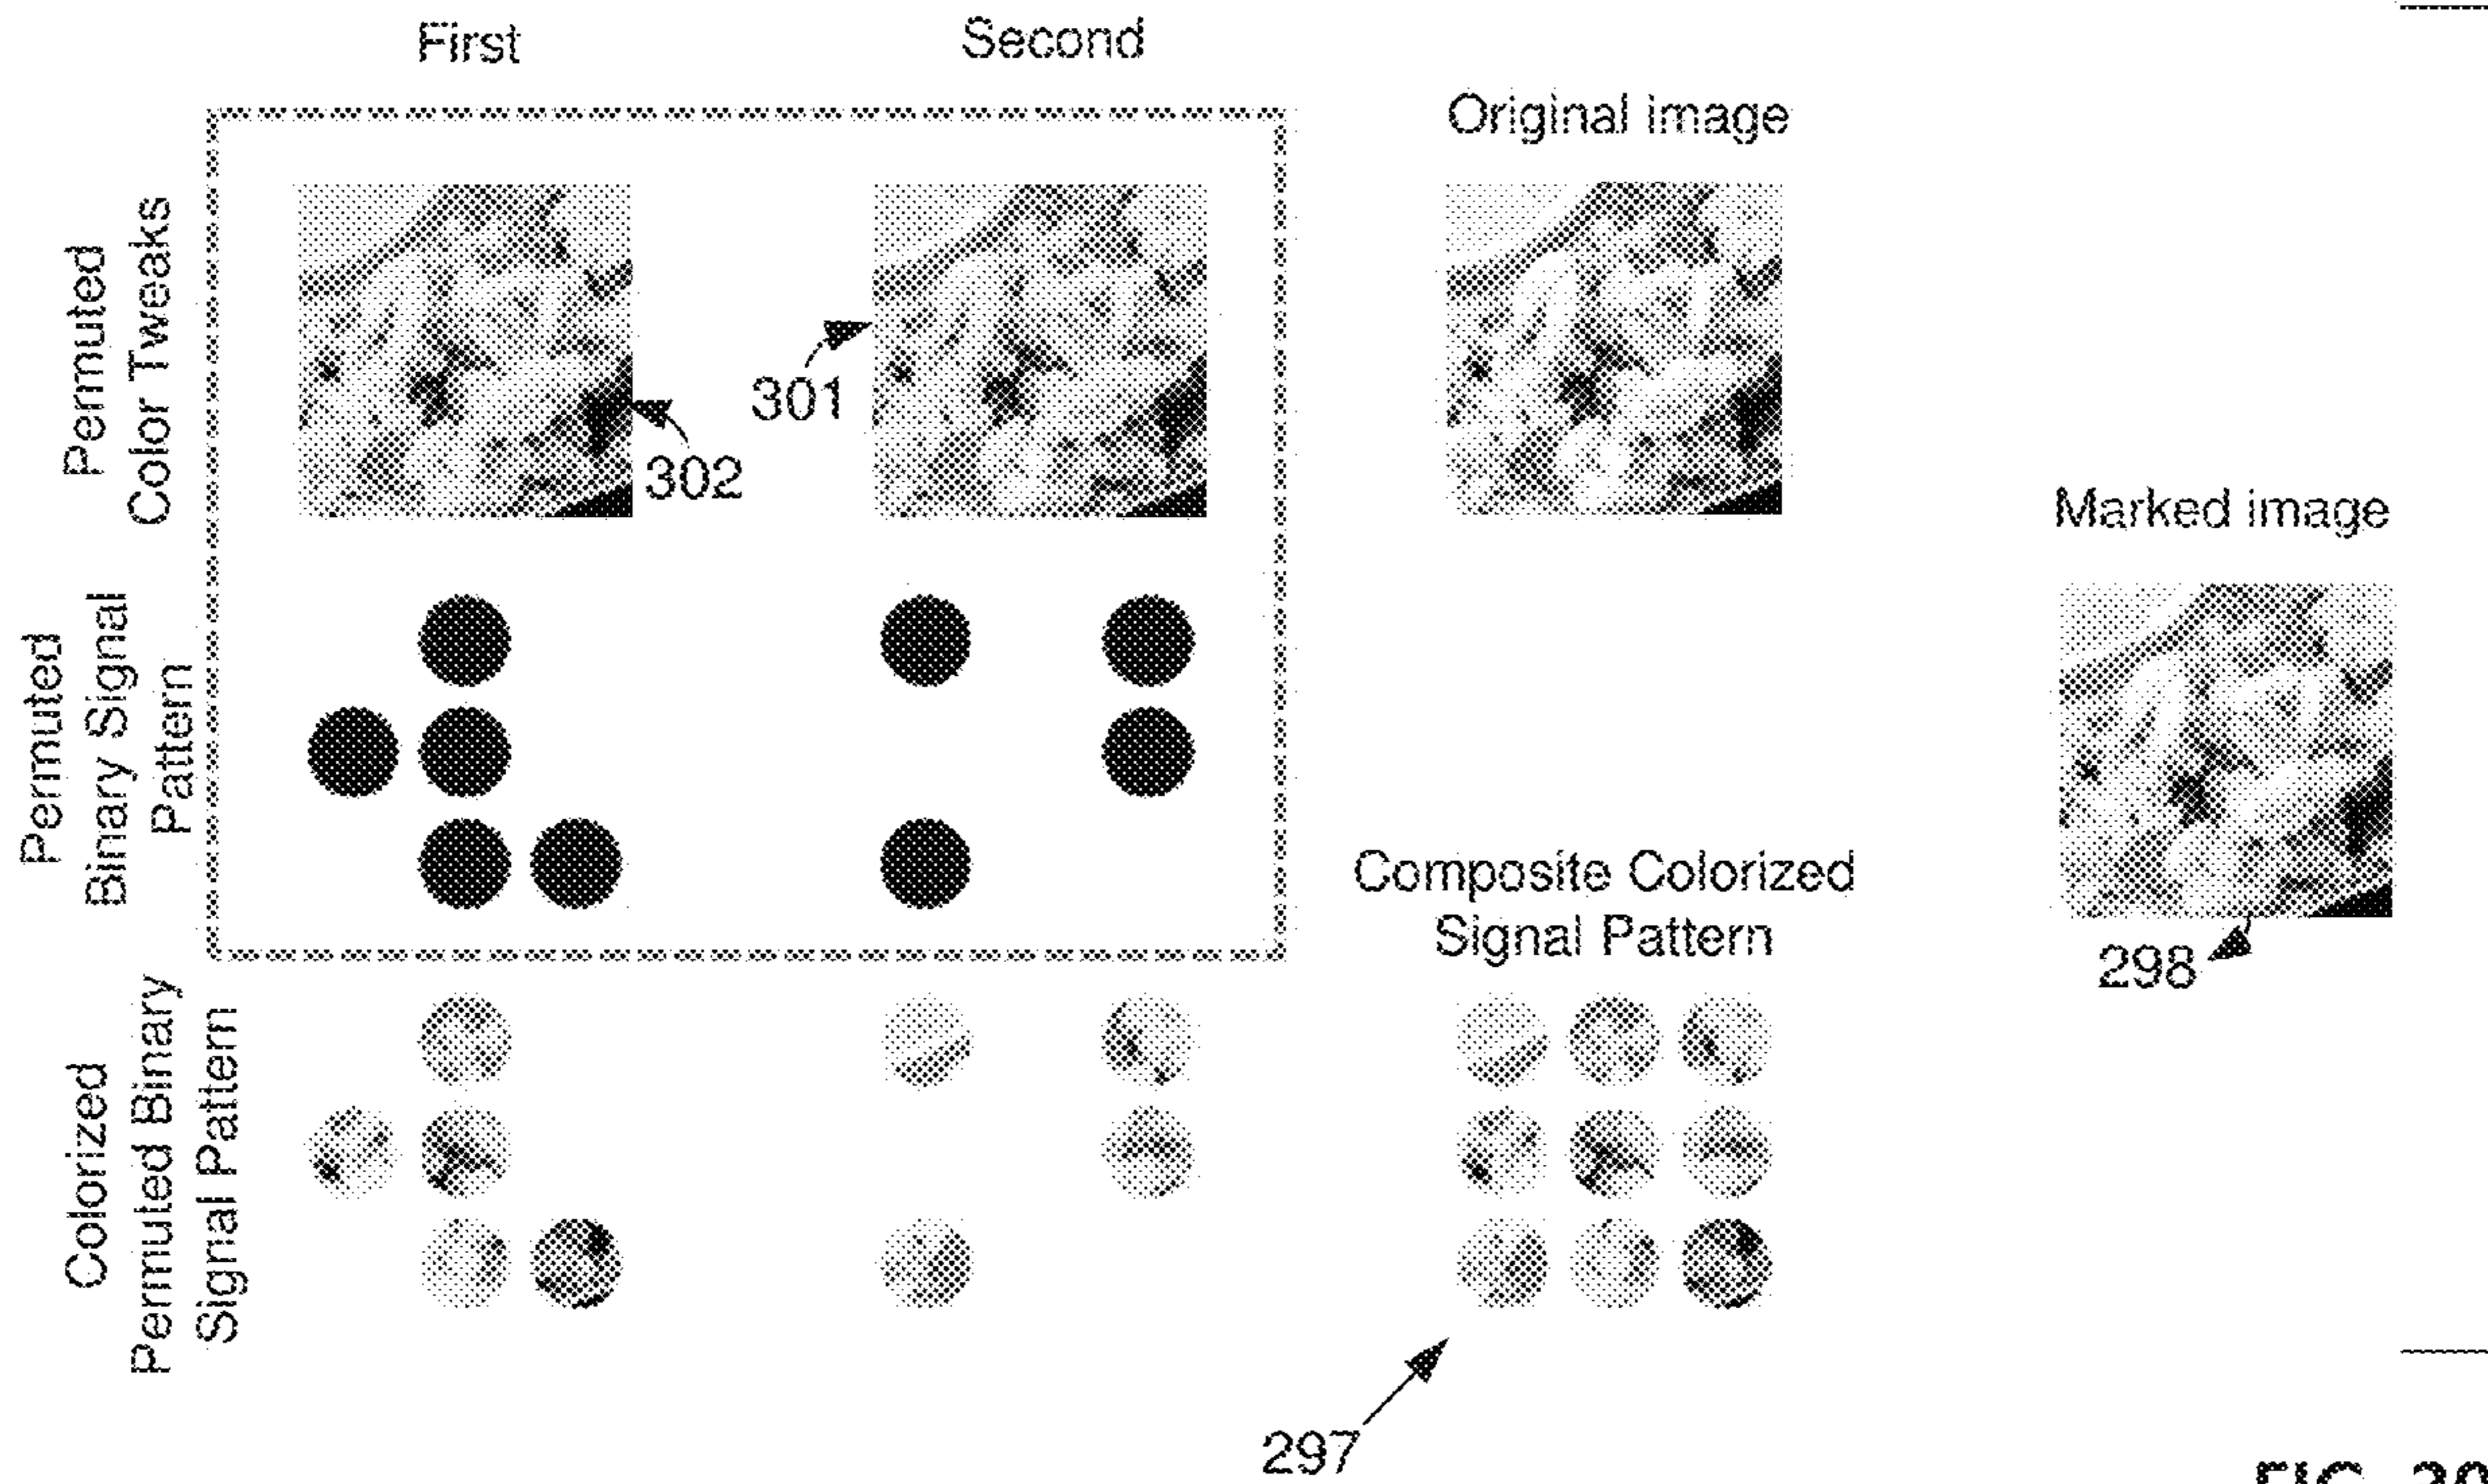 First
Second
Original image
Permuted
Color Tweaks
301
302
Marked image
Permuted
Binary Signal
Pattern
Composite Colorized
Signal Pattern
298
Colorized
Permuted Binary
Signal Pattern
297